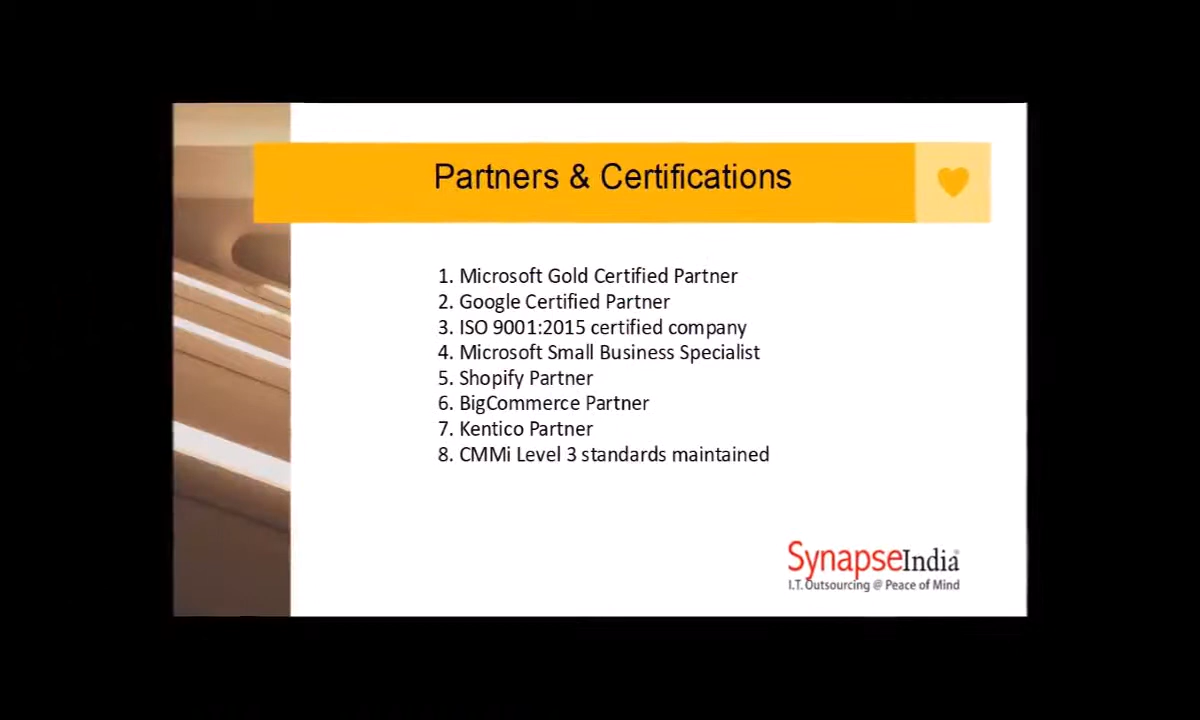 Partners & Certifications
1. Microsoft Gold Certified Partner
2. Google Certified Partner
3. ISO 9001:2015 certified company
4. Microsoft Small Business Specialist
5. Shopify Partner
6. BigCommerce Partner
7. Kentico Partner
8. CMMi Level 3 standards maintained
SynapseIndia®
I.T. Outsourcing @ Peace of Mind